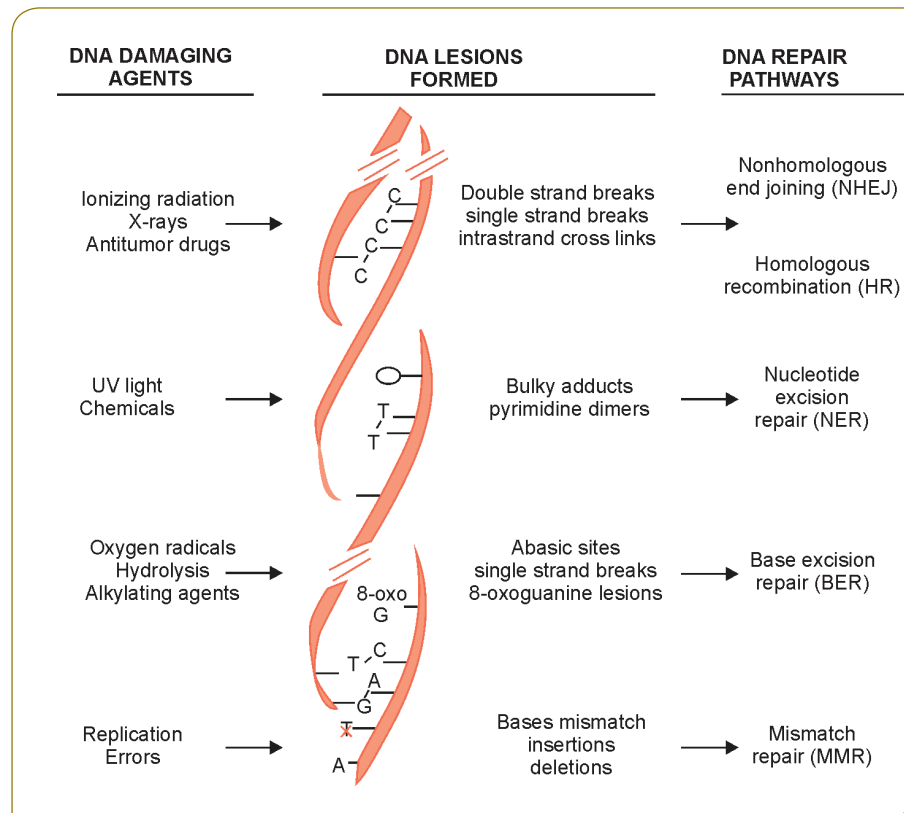 DNA DAMAGING
AGENTS
DNA LESIONS
FORMED
DNA REPAIR
PATHWAYS
Ionizing radiation
X-rays
Antitumor drugs
C
C
C
C
Double strand breaks
single strand breaks
intrastrand cross links
Nonhomologous
end joining (NHEJ)
Homologous
recombination (HR)
UV light
Chemicals
T
T
Bulky adducts
pyrimidine dimers
Nucleotide
excision
repair (NER)
Oxygen radicals
Hydrolysis
Alkylating agents
8-oxo
G
T C
A
G
Abasic sites
single strand breaks
8-oxoguanine lesions
Base excision
repair (BER)
Replication
Errors
T
A
Bases mismatch
insertions
deletions
Mismatch
repair (MMR)